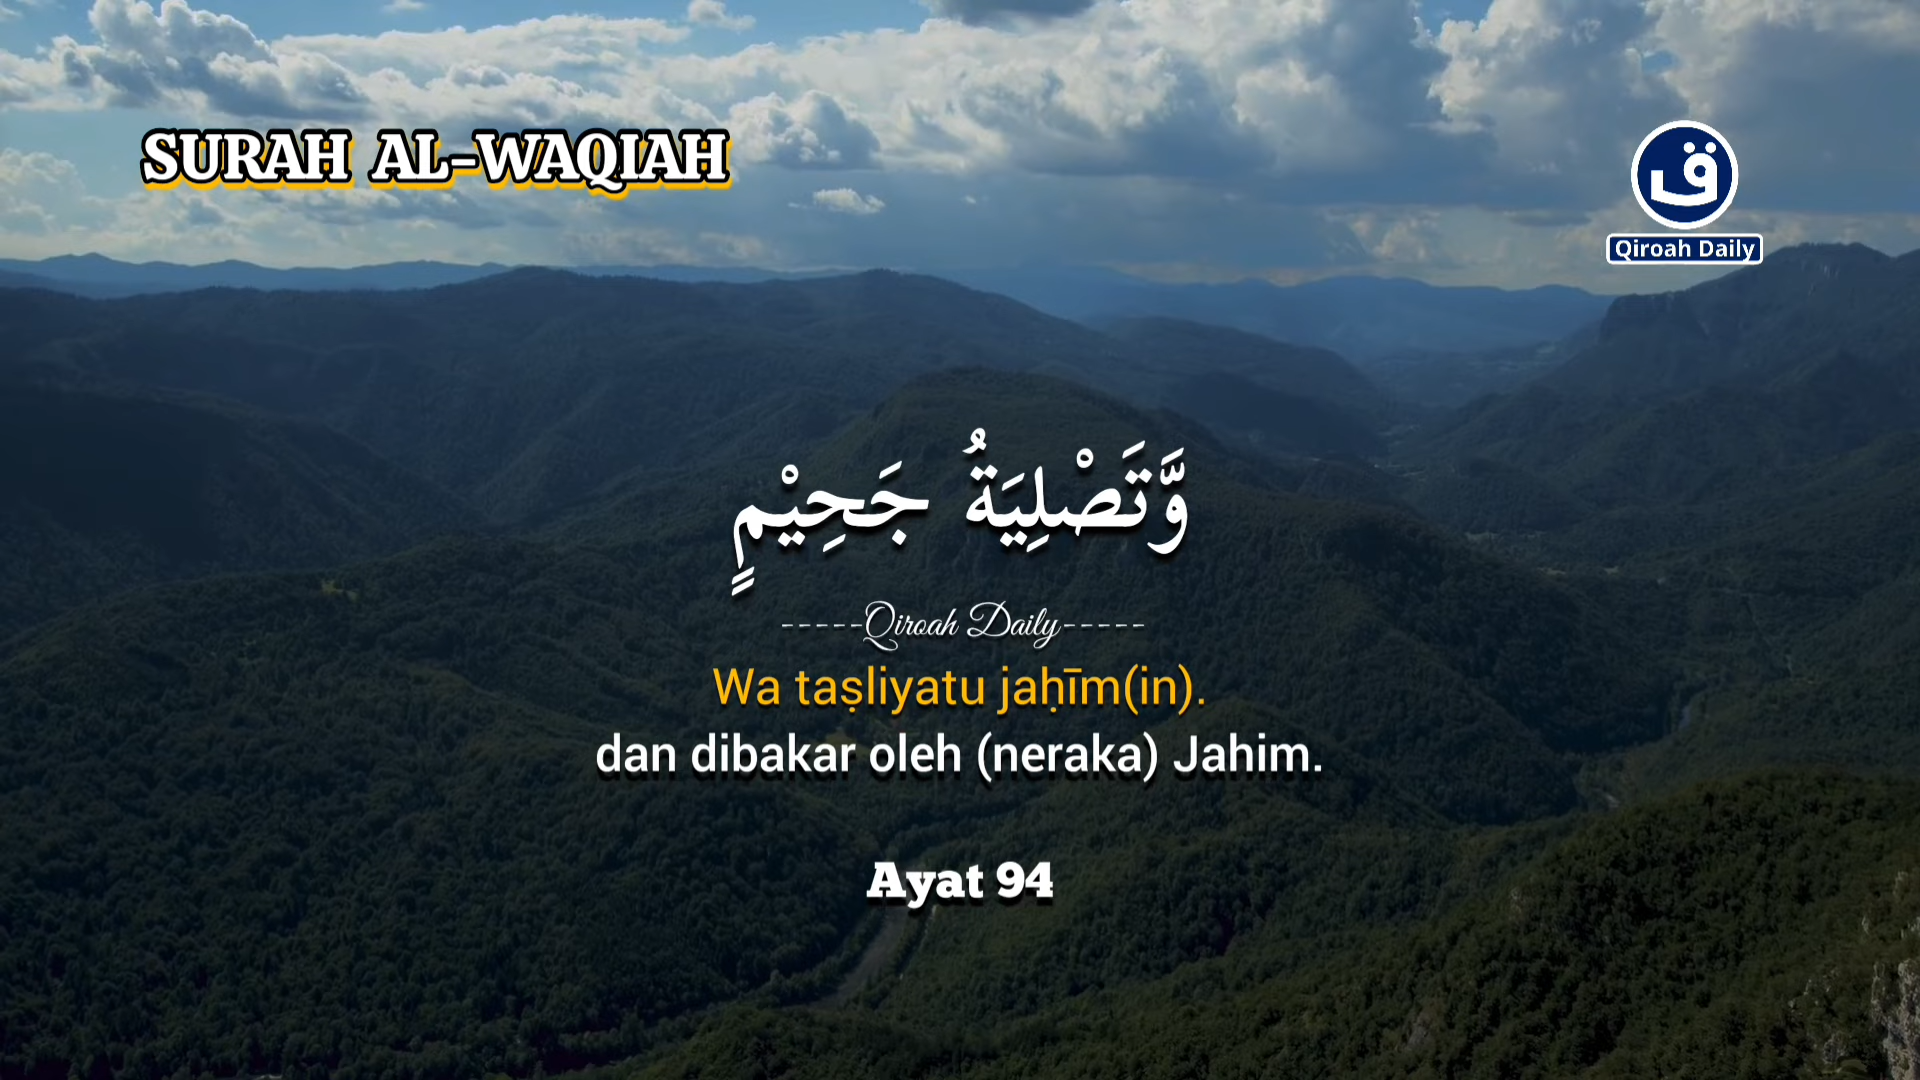 SURAH AL-WAQIAH
ق
Qiroah Daily
وَّتَصْلِيَةُ جَحِيْمٍ
-----Qiroah Daily-----
Wa taṣliyatu jaḥīm(in).
dan dibakar oleh (neraka) Jahim.
Ayat 94